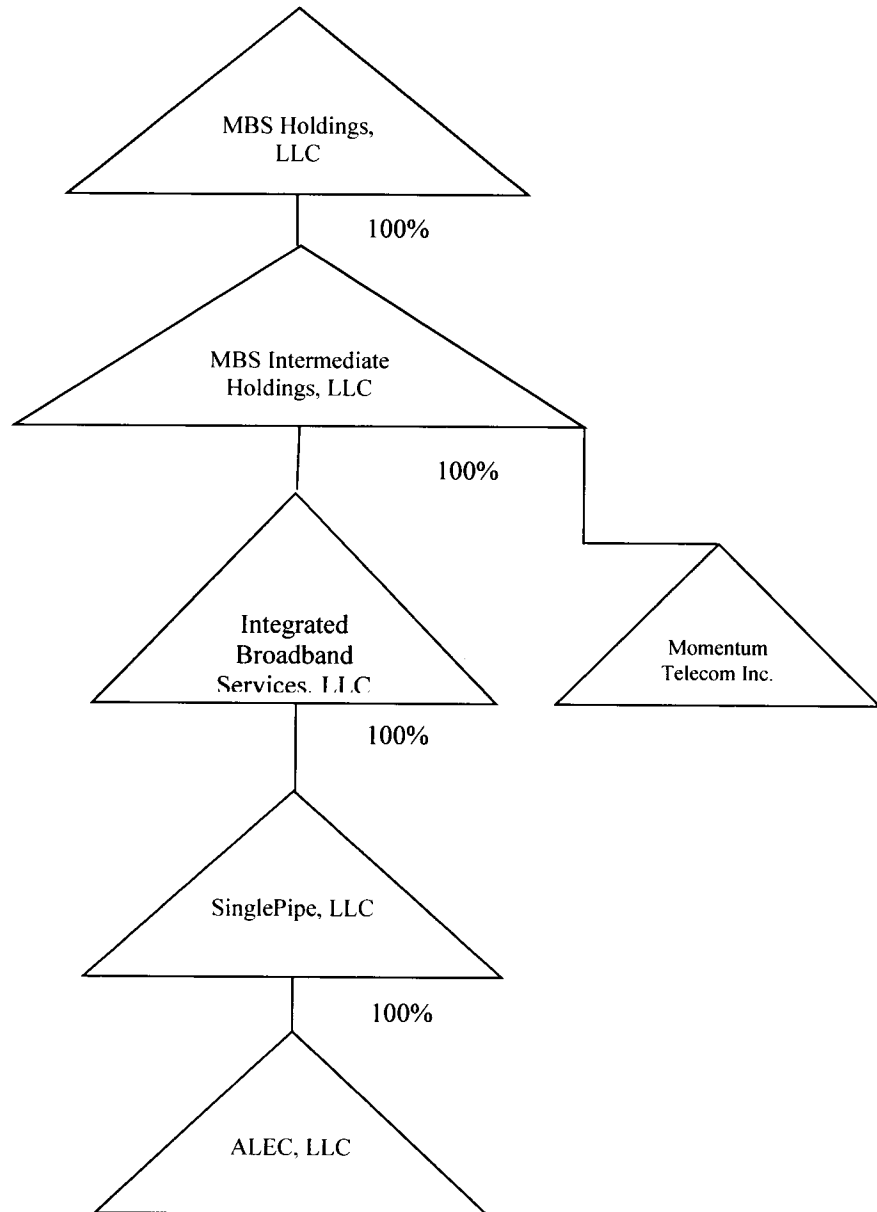 MBS Holdings,
LLC
100%
MBS Intermediate
Holdings, LLC
100%
Integrated
Broadband
Services, LLC
Momentum
Telecom Inc.
100%
SinglePipe, LLC
100%
ALEC, LLC